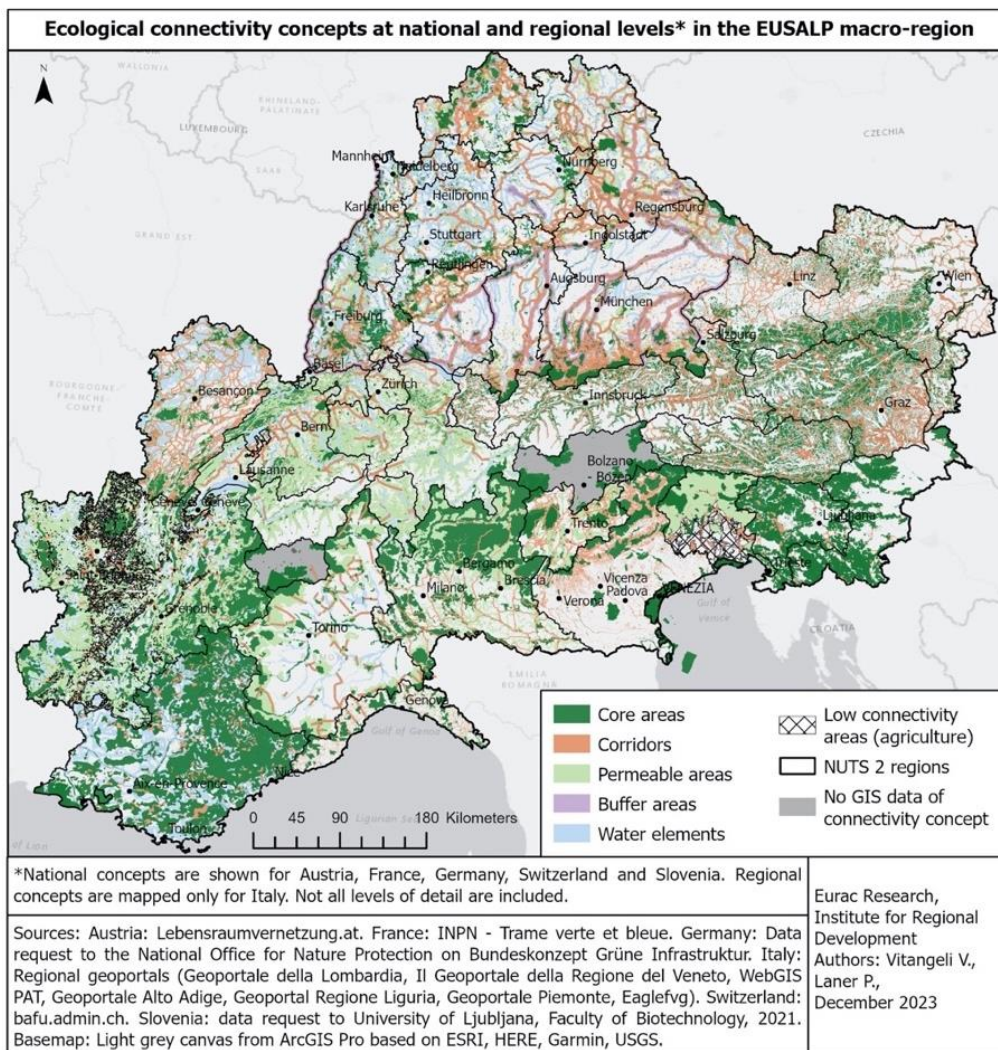 Ecological connectivity concepts at national and regional levels* in the EUSALP macro-region
N
WALLONIA
RHINELAND-
PALATINATE
LUXEMBOURG
CZECHIA
SAAR
Mannheim
Heidelberg
Nürnberg
Karlsruhe
Heilbronn
Regensburg
GRAND EST
Stuttgart
Ingolstadt
Reutlingen
Augsburg
Linz
Wien
München
Freiburg
Salzburg
Basel
Zürich
BOURGOGNE-
FRANCHE-
COMTE
Besançon
Innsbruck
Graz
Bern
Lausanne
Bolzano
Bozen
Trento
Ljubljana
Grenoble
Bergamo
Milano
Brescia
Vicenza
Verona
Padova
VENEZIA
Trieste
Gulf of
Venice
CROATIA
Torino
EMILIA
ROMAGNA
Genova
Gulf of Genoa
Nice
Aix-en-Provence
Toulon
Ligurian Sea
0 45 90 180 Kilometers
Core areas
Corridors
Permeable areas
Buffer areas
Water elements
Low connectivity
areas (agriculture)
NUTS 2 regions
No GIS data of
connectivity concept
*National concepts are shown for Austria, France, Germany, Switzerland and Slovenia. Regional
concepts are mapped only for Italy. Not all levels of detail are included.
Sources: Austria: Lebensraumvernetzung.at. France: INPN - Trame verte et bleue. Germany: Data
request to the National Office for Nature Protection on Bundeskonzept Grüne Infrastruktur. Italy:
Regional geoportals (Geoportale della Lombardia, Il Geoportale della Regione del Veneto, WebGIS
PAT, Geoportale Alto Adige, Geoportal Regione Liguria, Geoportale Piemonte, Eaglefvg). Switzerland:
bafu.admin.ch. Slovenia: data request to University of Ljubljana, Faculty of Biotechnology, 2021.
Basemap: Light grey canvas from ArcGIS Pro based on ESRI, HERE, Garmin, USGS.
Eurac Research,
Institute for Regional
Development
Authors: Vitangeli V.,
Laner P.,
December 2023